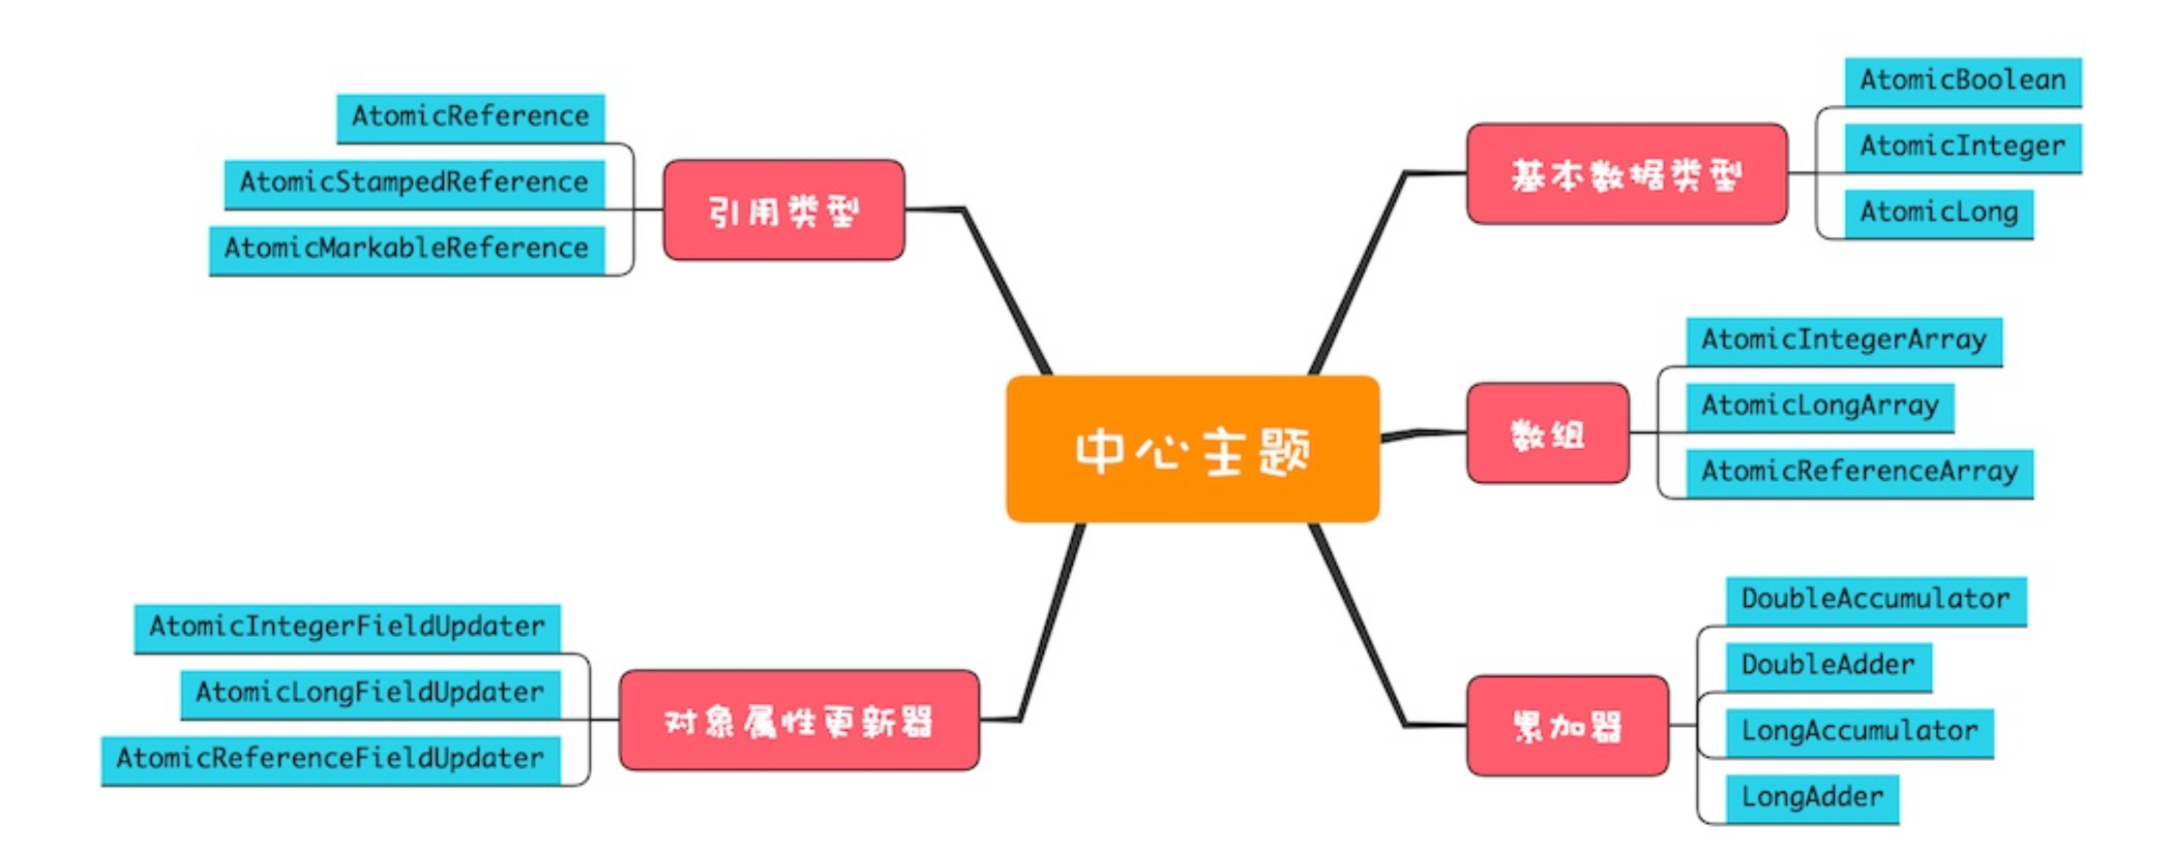 中心主题
基本数据类型
AtomicBoolean
AtomicInteger
AtomicLong
数组
AtomicIntegerArray
AtomicLongArray
AtomicReferenceArray
累加器
DoubleAccumulator
DoubleAdder
LongAccumulator
LongAdder
引用类型
AtomicReference
AtomicStampedReference
AtomicMarkableReference
对象属性更新器
AtomicIntegerFieldUpdater
AtomicLongFieldUpdater
AtomicReferenceFieldUpdater